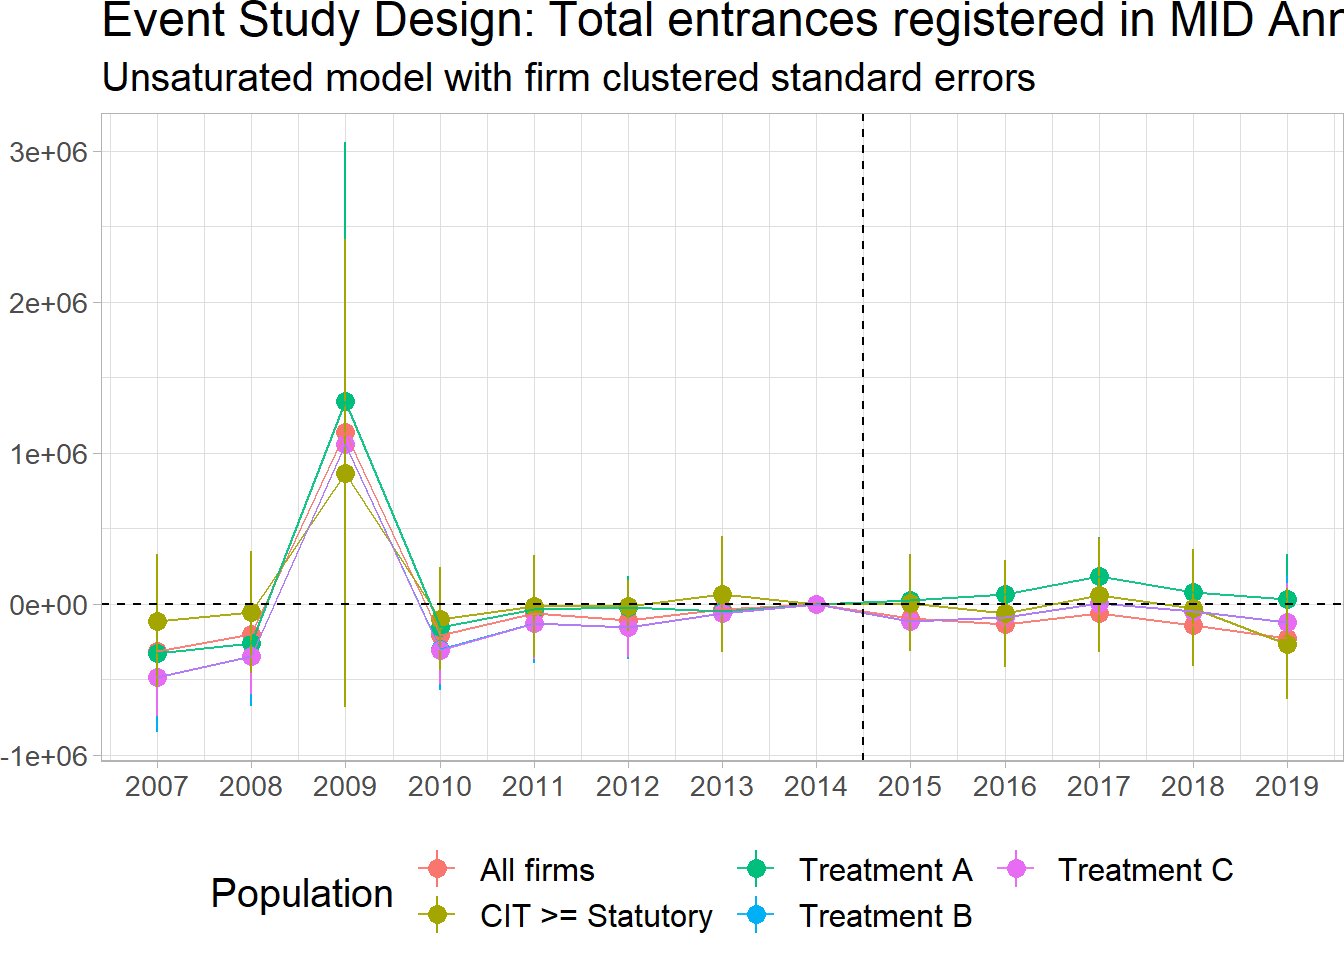 Event Study Design: Total entrances registered in MID
Unsaturated model with firm clustered standard errors
3e+06
2e+06
1e+06
0e+00
-1e+06
2007 2008 2009 2010 2011 2012 2013 2014 2015 2016 2017 2018 2019
Population
All firms
CIT >= Statutory
Treatment A
Treatment B
Treatment C